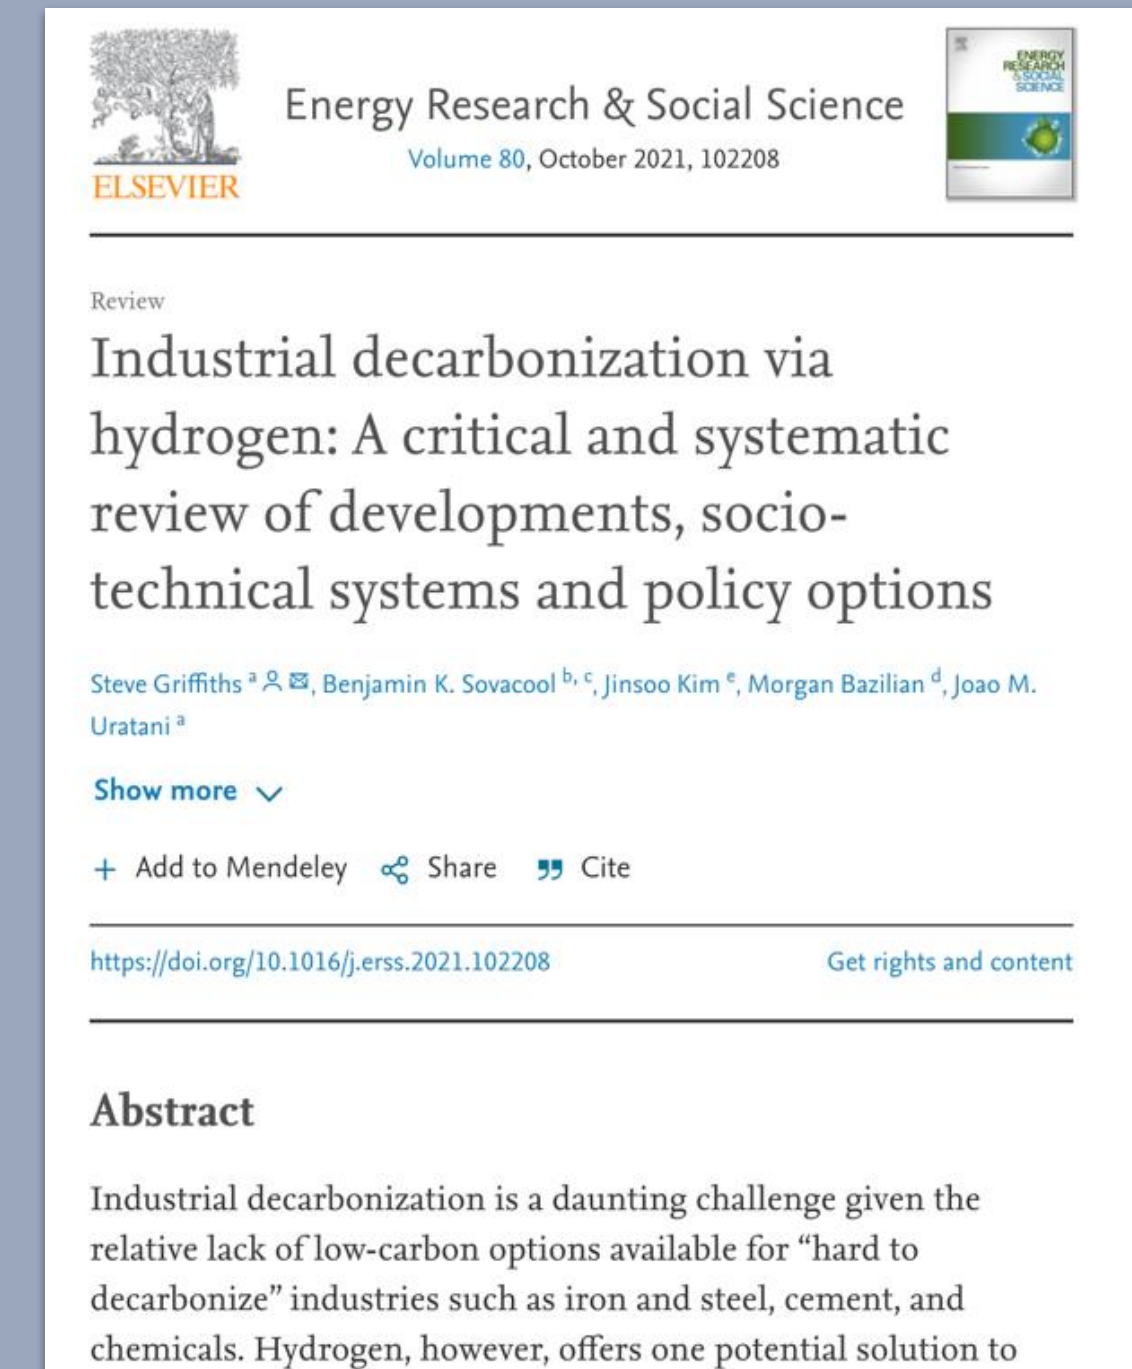 ELSEVIER
Energy Research & Social Science
Volume 80, October 2021, 102208
ENERGY
RESEARCH
& SOCIAL
SCIENCE
Review
Industrial decarbonization via
hydrogen: A critical and systematic
review of developments, socio-
technical systems and policy options
Steve Griffiths a, Benjamin K. Sovacool b, c, Jinsoo Kim e, Morgan Bazilian d, Joao M.
Uratani a
Show more
+ Add to Mendeley Share Cite
https://doi.org/10.1016/j.erss.2021.102208 Get rights and content
Abstract
Industrial decarbonization is a daunting challenge given the
relative lack of low-carbon options available for “hard to
decarbonize” industries such as iron and steel, cement, and
chemicals. Hydrogen, however, offers one potential solution to